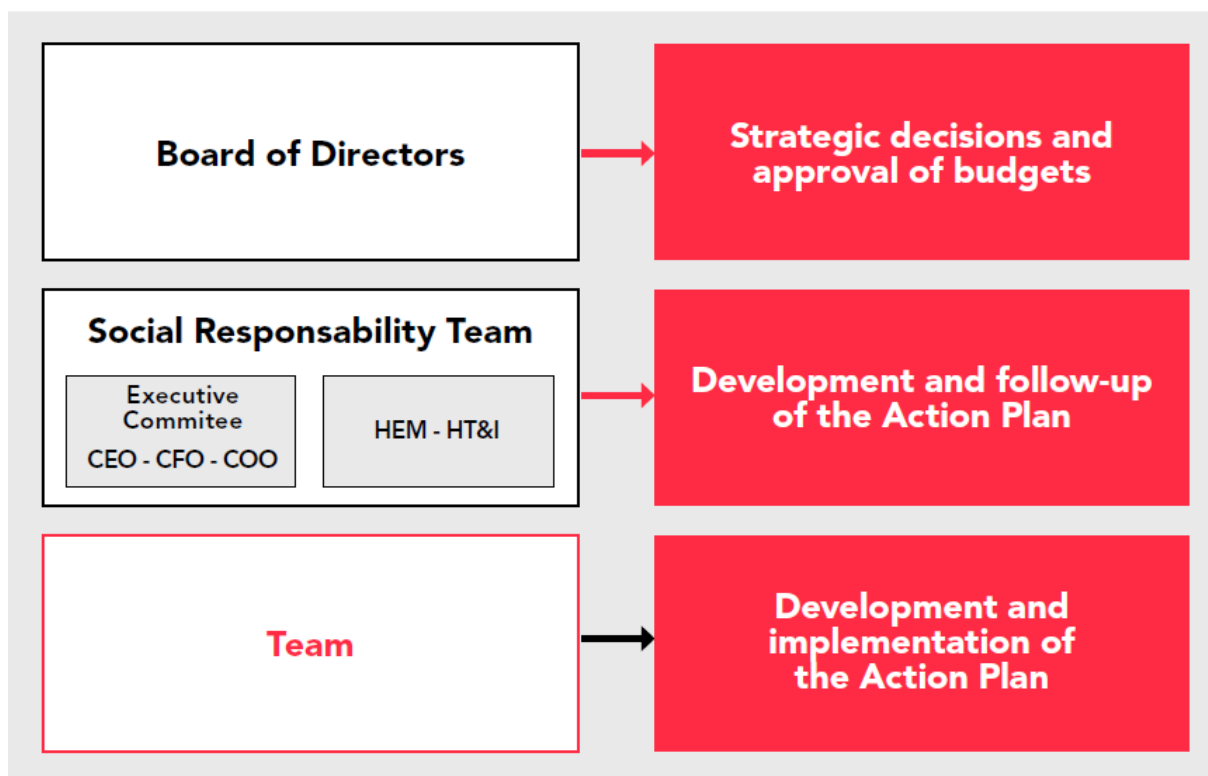 Board of Directors
Strategic decisions and
approval of budgets
Social Responsability Team
Executive
Commitee
CEO - CFO - COO
HEM - HT&I
Development and follow-up
of the Action Plan
Team
Development and
implementation of
the Action Plan